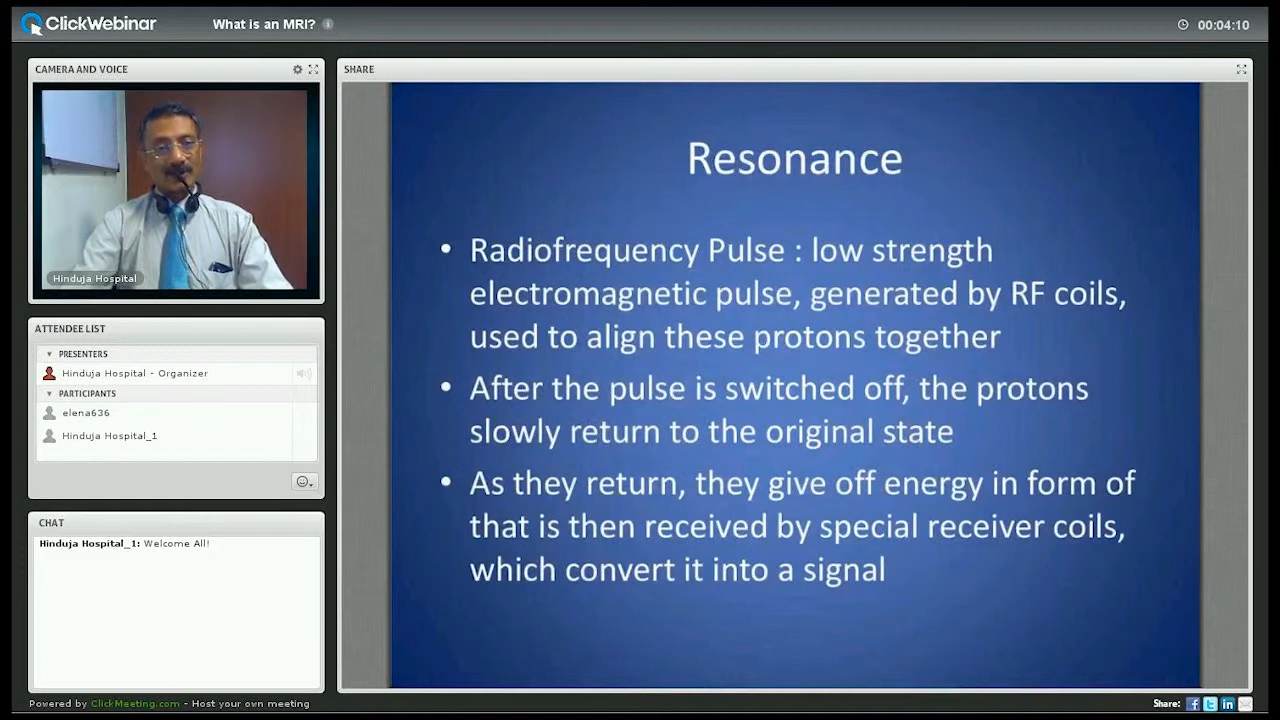 ClickWebinar
What is an MRI?
00:04:10
CAMERA AND VOICE
Hinduja Hospital
ATTENDEE LIST
PRESENTERS
Hinduja Hospital - Organizer
PARTICIPANTS
elena636
Hinduja Hospital_1
CHAT
Hinduja Hospital_1: Welcome All!
SHARE
Resonance
• Radiofrequency Pulse : low strength
electromagnetic pulse, generated by RF coils,
used to align these protons together
• After the pulse is switched off, the protons
slowly return to the original state
• As they return, they give off energy in form of
that is then received by special receiver coils,
which convert it into a signal
Powered by ClickMeeting.com - Host your own meeting
Share: